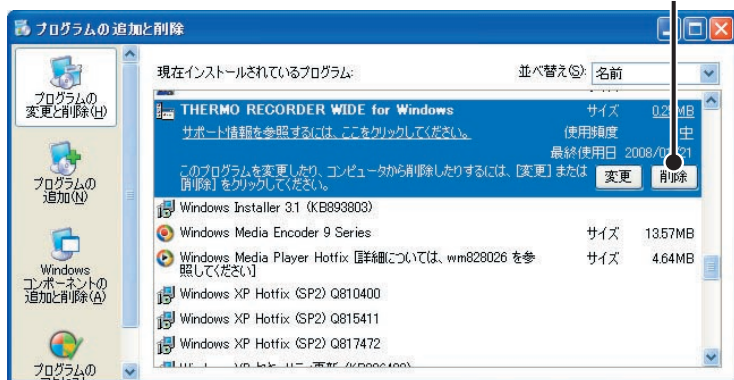 プログラムの追加と削除
プログラムの
変更と削除(H)
プログラムの
追加(N)
Windows
コンポーネントの
追加と削除(A)
プログラムの
現在インストールされているプログラム:
並べ替え(S): 名前
THERMO RECORDER WIDE for Windows サイズ 0.29MB
サポート情報を参照するには、ここをクリックしてください。 使用頻度 中
最終使用日
このプログラムを変更したり、コンピュータから削除したりするには、[変更] または
[削除] をクリックしてください。 変更 削除
Windows Installer 3.1 (KB893803)
Windows Media Encoder 9 Series サイズ 13.57MB
Windows Media Player Hotfix [詳細については、wm828026 を参
照してください] サイズ 4.64MB
Windows XP Hotfix (SP2) Q810400
Windows XP Hotfix (SP2) Q815411
Windows XP Hotfix (SP2) Q817472